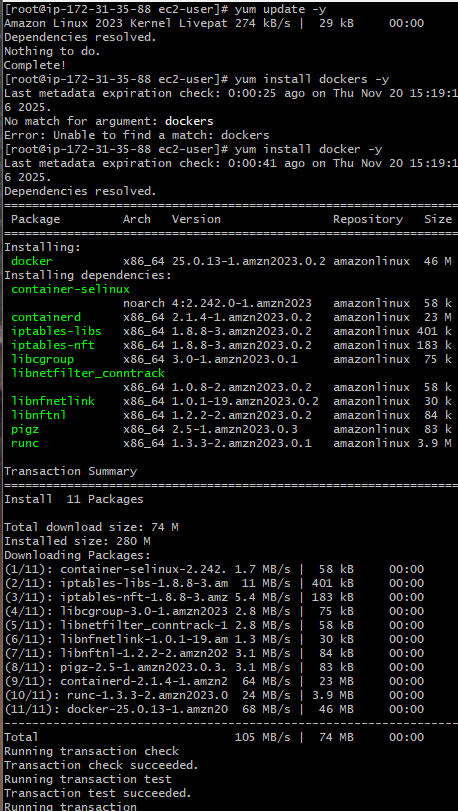 [root@ip-172-31-35-88 ec2-user]# yum update -y
Amazon Linux 2023 Kernel Livepat 274 kB/s |  29 kB     00:00
Dependencies resolved.
Nothing to do.
Complete!
[root@ip-172-31-35-88 ec2-user]# yum install dockers -y
Last metadata expiration check: 0:00:25 ago on Thu Nov 20 15:19:1
6 2025.
No match for argument: dockers
Error: Unable to find a match: dockers
[root@ip-172-31-35-88 ec2-user]# yum install docker -y
Last metadata expiration check: 0:00:41 ago on Thu Nov 20 15:19:1
6 2025.
Dependencies resolved.
================================================================
 Package         Arch   Version                Repository   Size
================================================================
Installing:
 docker          x86_64 25.0.13-1.amzn2023.0.2 amazonlinux  46 M
Installing dependencies:
 container-selinux
                 noarch 4:2.242.0-1.amzn2023   amazonlinux  58 k
 containerd      x86_64 2.1.4-1.amzn2023.0.2   amazonlinux  23 M
 iptables-libs   x86_64 1.8.8-3.amzn2023.0.2   amazonlinux 401 k
 iptables-nft    x86_64 1.8.8-3.amzn2023.0.2   amazonlinux 183 k
 libcgroup       x86_64 3.0-1.amzn2023.0.1     amazonlinux  75 k
 libnetfilter_conntrack
                 x86_64 1.0.8-2.amzn2023.0.2   amazonlinux  58 k
 libnfnetlink    x86_64 1.0.1-19.amzn2023.0.2  amazonlinux  30 k
 libnftnl        x86_64 1.2.2-2.amzn2023.0.2   amazonlinux  84 k
 pigz            x86_64 2.5-1.amzn2023.0.3     amazonlinux  83 k
 runc            x86_64 1.3.3-2.amzn2023.0.1   amazonlinux 3.9 M

Transaction Summary
================================================================
Install  11 Packages

Total download size: 74 M
Installed size: 280 M
Downloading Packages:
(1/11): container-selinux-2.242. 1.7 MB/s |  58 kB     00:00
(2/11): iptables-libs-1.8.8-3.am  11 MB/s | 401 kB     00:00
(3/11): iptables-nft-1.8.8-3.amz 5.4 MB/s | 183 kB     00:00
(4/11): libcgroup-3.0-1.amzn2023 2.8 MB/s |  75 kB     00:00
(5/11): libnetfilter_conntrack-1 2.8 MB/s |  58 kB     00:00
(6/11): libnfnetlink-1.0.1-19.am 1.3 MB/s |  30 kB     00:00
(7/11): libnftnl-1.2.2-2.amzn202 3.1 MB/s |  84 kB     00:00
(8/11): pigz-2.5-1.amzn2023.0.3. 3.1 MB/s |  83 kB     00:00
(9/11): containerd-2.1.4-1.amzn2  64 MB/s |  23 MB     00:00
(10/11): runc-1.3.3-2.amzn2023.0  24 MB/s | 3.9 MB     00:00
(11/11): docker-25.0.13-1.amzn20  68 MB/s |  46 MB     00:00
----------------------------------------------------------------
Total                            105 MB/s |  74 MB     00:00
Running transaction check
Transaction check succeeded.
Running transaction test
Transaction test succeeded.
Running transaction